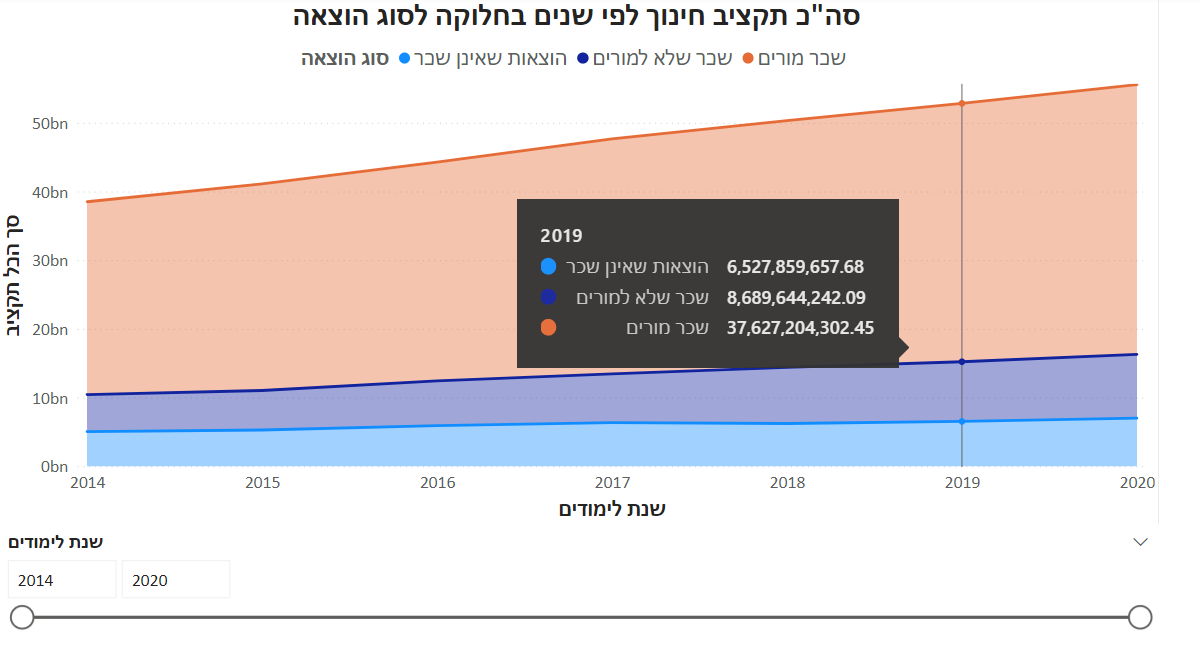 סה"כ תקציב חינוך לפי שנים בחלוקה לסוג הוצאה
סוג הוצאה הוצאות שאינן שכר שכר שלא למורים שכר מורים
סך הכל תקציב
50bn
40bn
30bn
20bn
10bn
0bn
2019
הוצאות שאינן שכר 6,527,859,657.68
שכר שלא למורים 8,689,644,242.09
שכר מורים 37,627,204,302.45
2014 2015 2016 2017 2018 2019 2020
שנת לימודים
שנת לימודים
2014 2020